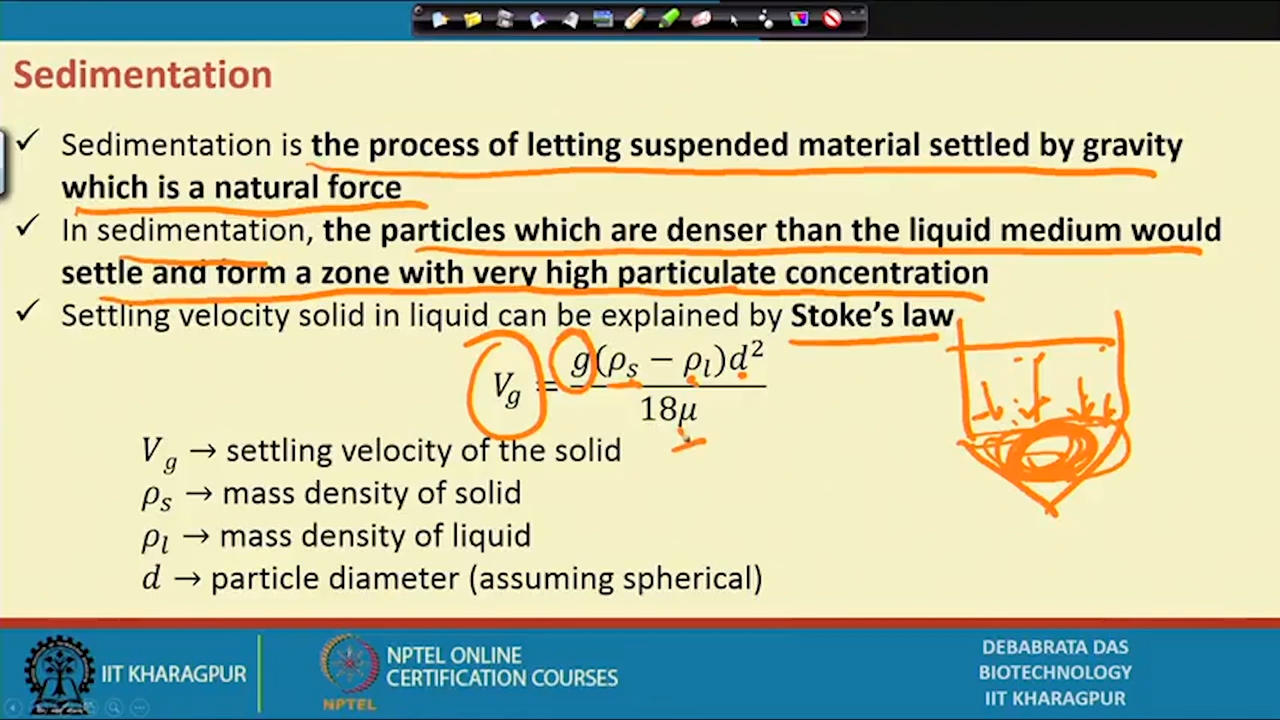 Sedimentation
✓ Sedimentation is the process of letting suspended material settled by gravity
which is a natural force
✓ In sedimentation, the particles which are denser than the liquid medium would
settle and form a zone with very high particulate concentration
✓ Settling velocity solid in liquid can be explained by Stoke's law
V_g = g(ρ_s − ρ_l)d² / 18μ
V_g → settling velocity of the solid
ρ_s → mass density of solid
ρ_l → mass density of liquid
d → particle diameter (assuming spherical)
IIT KHARAGPUR
NPTEL
NPTEL ONLINE
CERTIFICATION COURSES
DEBABRATA DAS
BIOTECHNOLOGY
IIT KHARAGPUR